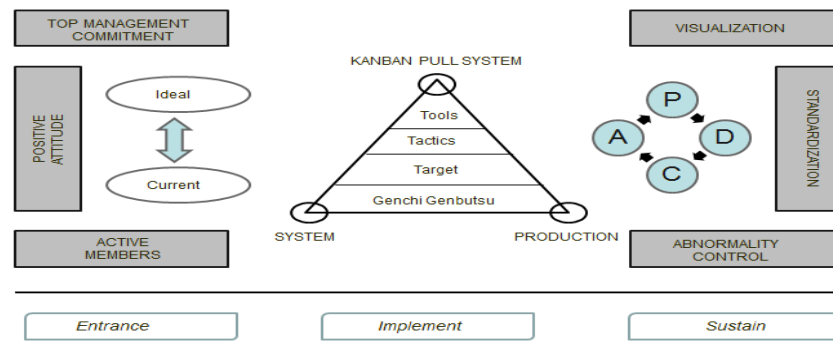 TOP MANAGEMENT
COMMITMENT
POSITIVE
ATTITUDE
Ideal
Current
ACTIVE
MEMBERS
KANBAN PULL SYSTEM
Tools
Tactics
Target
Genchi Genbutsu
SYSTEM
PRODUCTION
VISUALIZATION
P
A
D
C
STANDARDIZATION
ABNORMALITY
CONTROL
Entrance
Implement
Sustain